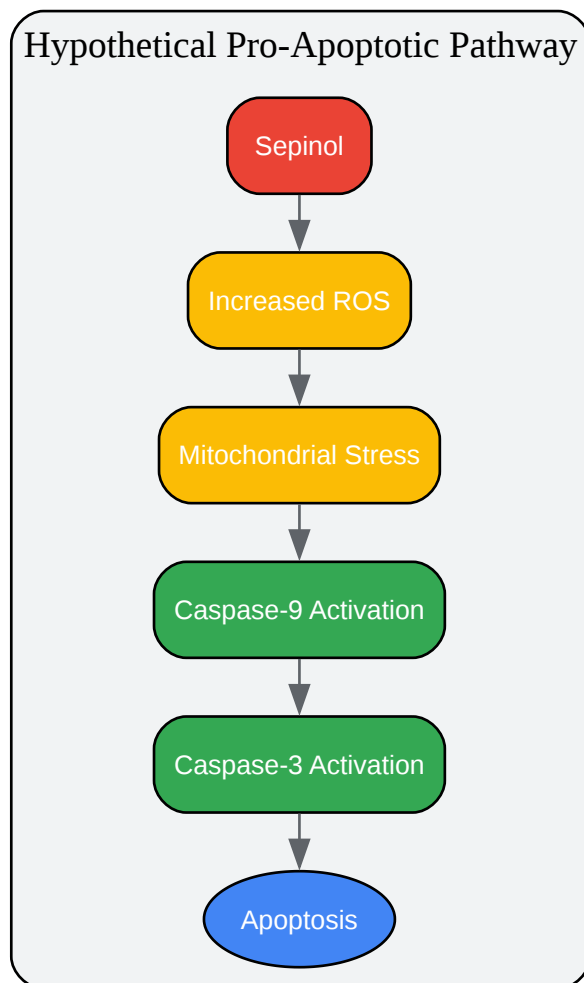 Hypothetical Pro-Apoptotic Pathway
Sepinol
Increased ROS
Mitochondrial Stress
Caspase-9 Activation
Caspase-3 Activation
Apoptosis